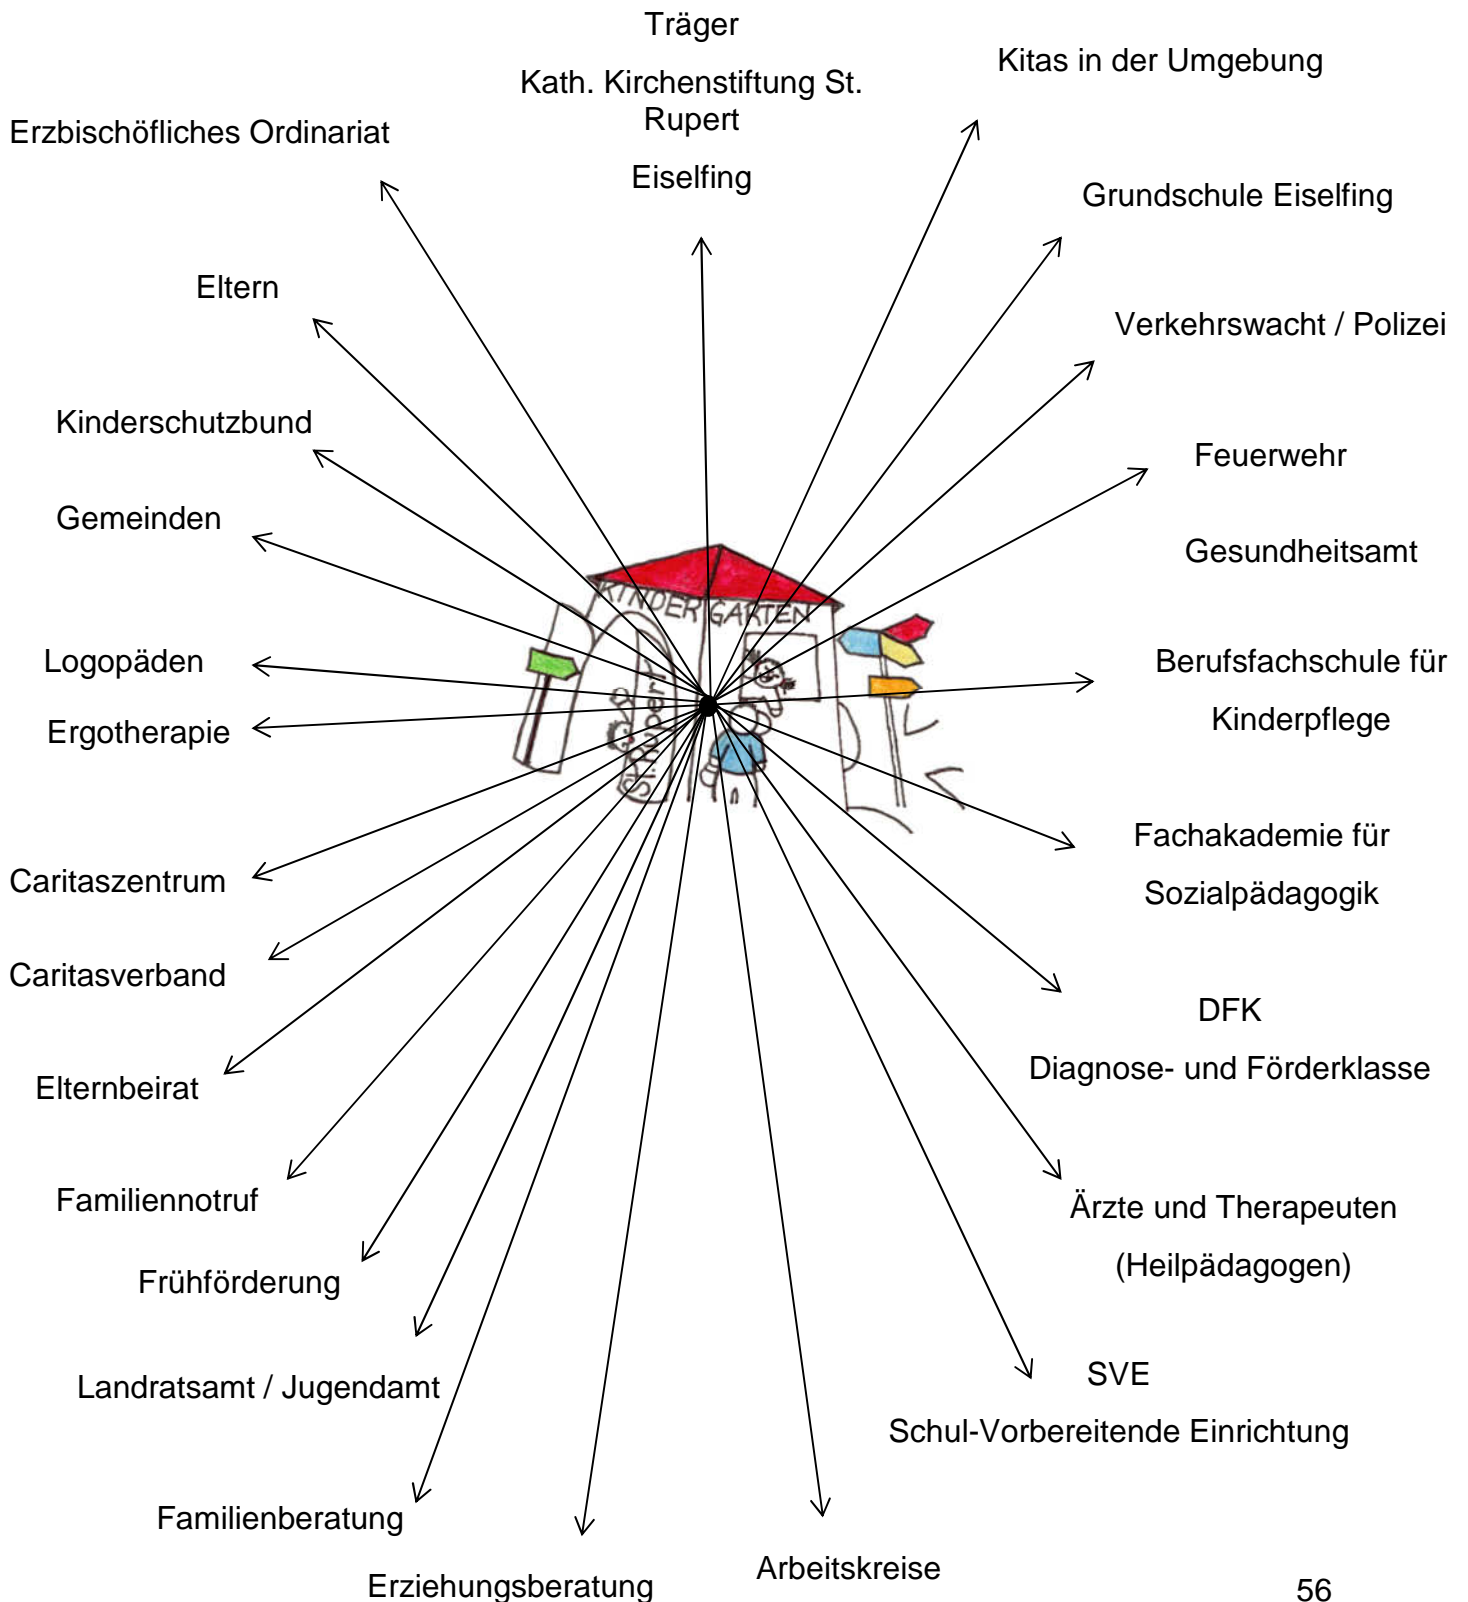 Träger
Kath. Kirchenstiftung St.
Rupert
Eiselfing
Kitas in der Umgebung
Erzbischöfliches Ordinariat
Grundschule Eiselfing
Eltern
Verkehrswacht / Polizei
Kinderschutzbund
Feuerwehr
Gemeinden
Gesundheitsamt
KINDERGARTEN
St. Rupert
Logopäden
Berufsfachschule für
Kinderpflege
Ergotherapie
Fachakademie für
Sozialpädagogik
Caritaszentrum
Caritasverband
DFK
Diagnose- und Förderklasse
Elternbeirat
Familiennotruf
Ärzte und Therapeuten
(Heilpädagogen)
Frühförderung
Landratsamt / Jugendamt
SVE
Schul-Vorbereitende Einrichtung
Familienberatung
Arbeitskreise
Erziehungsberatung
56